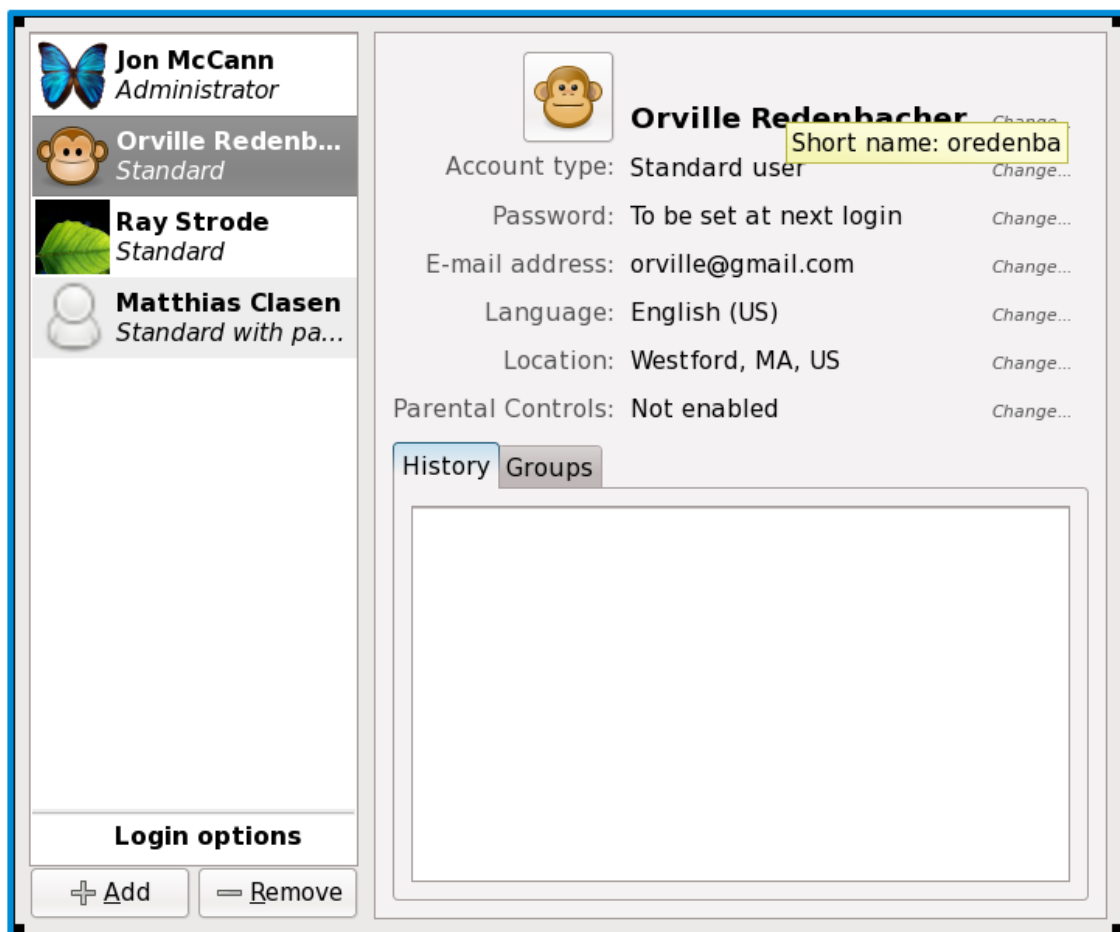 Jon McCann
Administrator
Orville Redenb...
Standard
Ray Strode
Standard
Matthias Clasen
Standard with pa...
Login options
Add
Remove
Orville Redenbacher Change...
Short name: oredenba
Account type: Standard user Change...
Password: To be set at next login Change...
E-mail address: orville@gmail.com Change...
Language: English (US) Change...
Location: Westford, MA, US Change...
Parental Controls: Not enabled Change...
History Groups